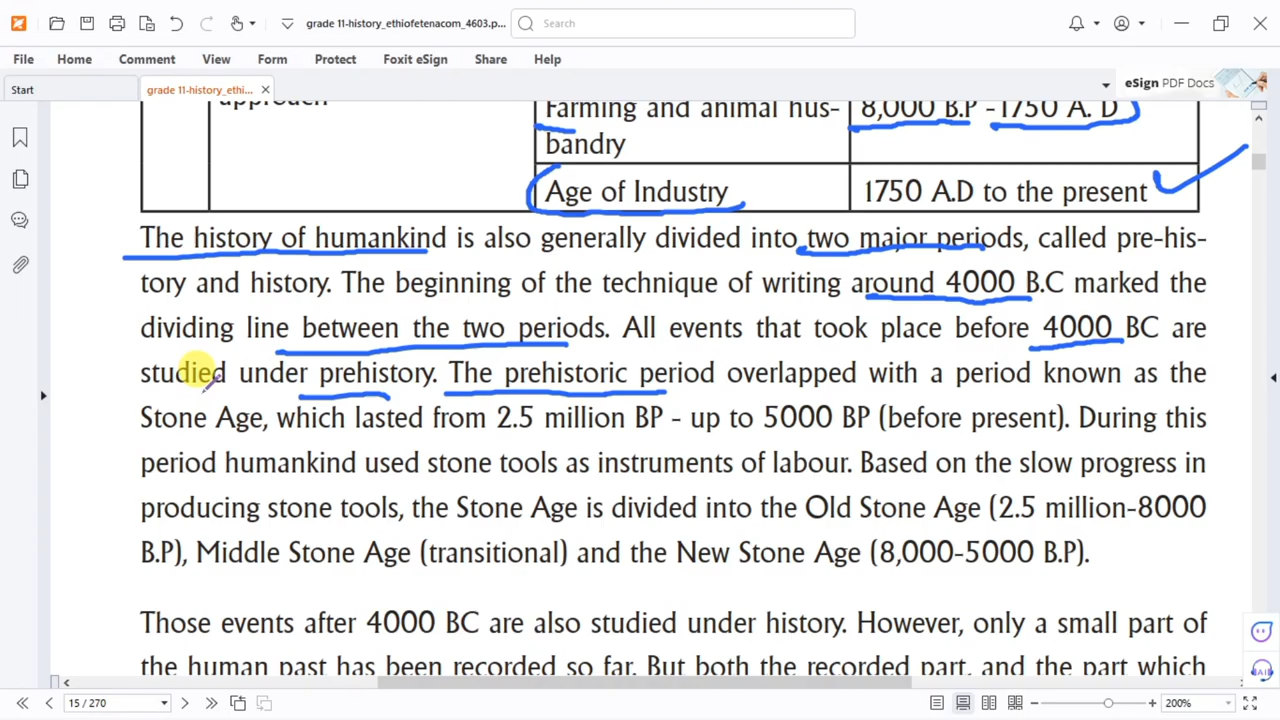 grade 11-history_ethiofetenacom_4603.p...
Search
File Home Comment View Form Protect Foxit eSign Share Help
Start
grade 11-history_ethi...
eSign PDF Docs
approach
Farming and animal hus-
bandry
8,000 B.P -1750 A. D
Age of Industry
1750 A.D to the present
The history of humankind is also generally divided into two major periods, called pre-his-
tory and history. The beginning of the technique of writing around 4000 B.C marked the
dividing line between the two periods. All events that took place before 4000 BC are
studied under prehistory. The prehistoric period overlapped with a period known as the
Stone Age, which lasted from 2.5 million BP - up to 5000 BP (before present). During this
period humankind used stone tools as instruments of labour. Based on the slow progress in
producing stone tools, the Stone Age is divided into the Old Stone Age (2.5 million-8000
B.P), Middle Stone Age (transitional) and the New Stone Age (8,000-5000 B.P).
Those events after 4000 BC are also studied under history. However, only a small part of
the human past has been recorded so far. But both the recorded part, and the part which
15 / 270
200%